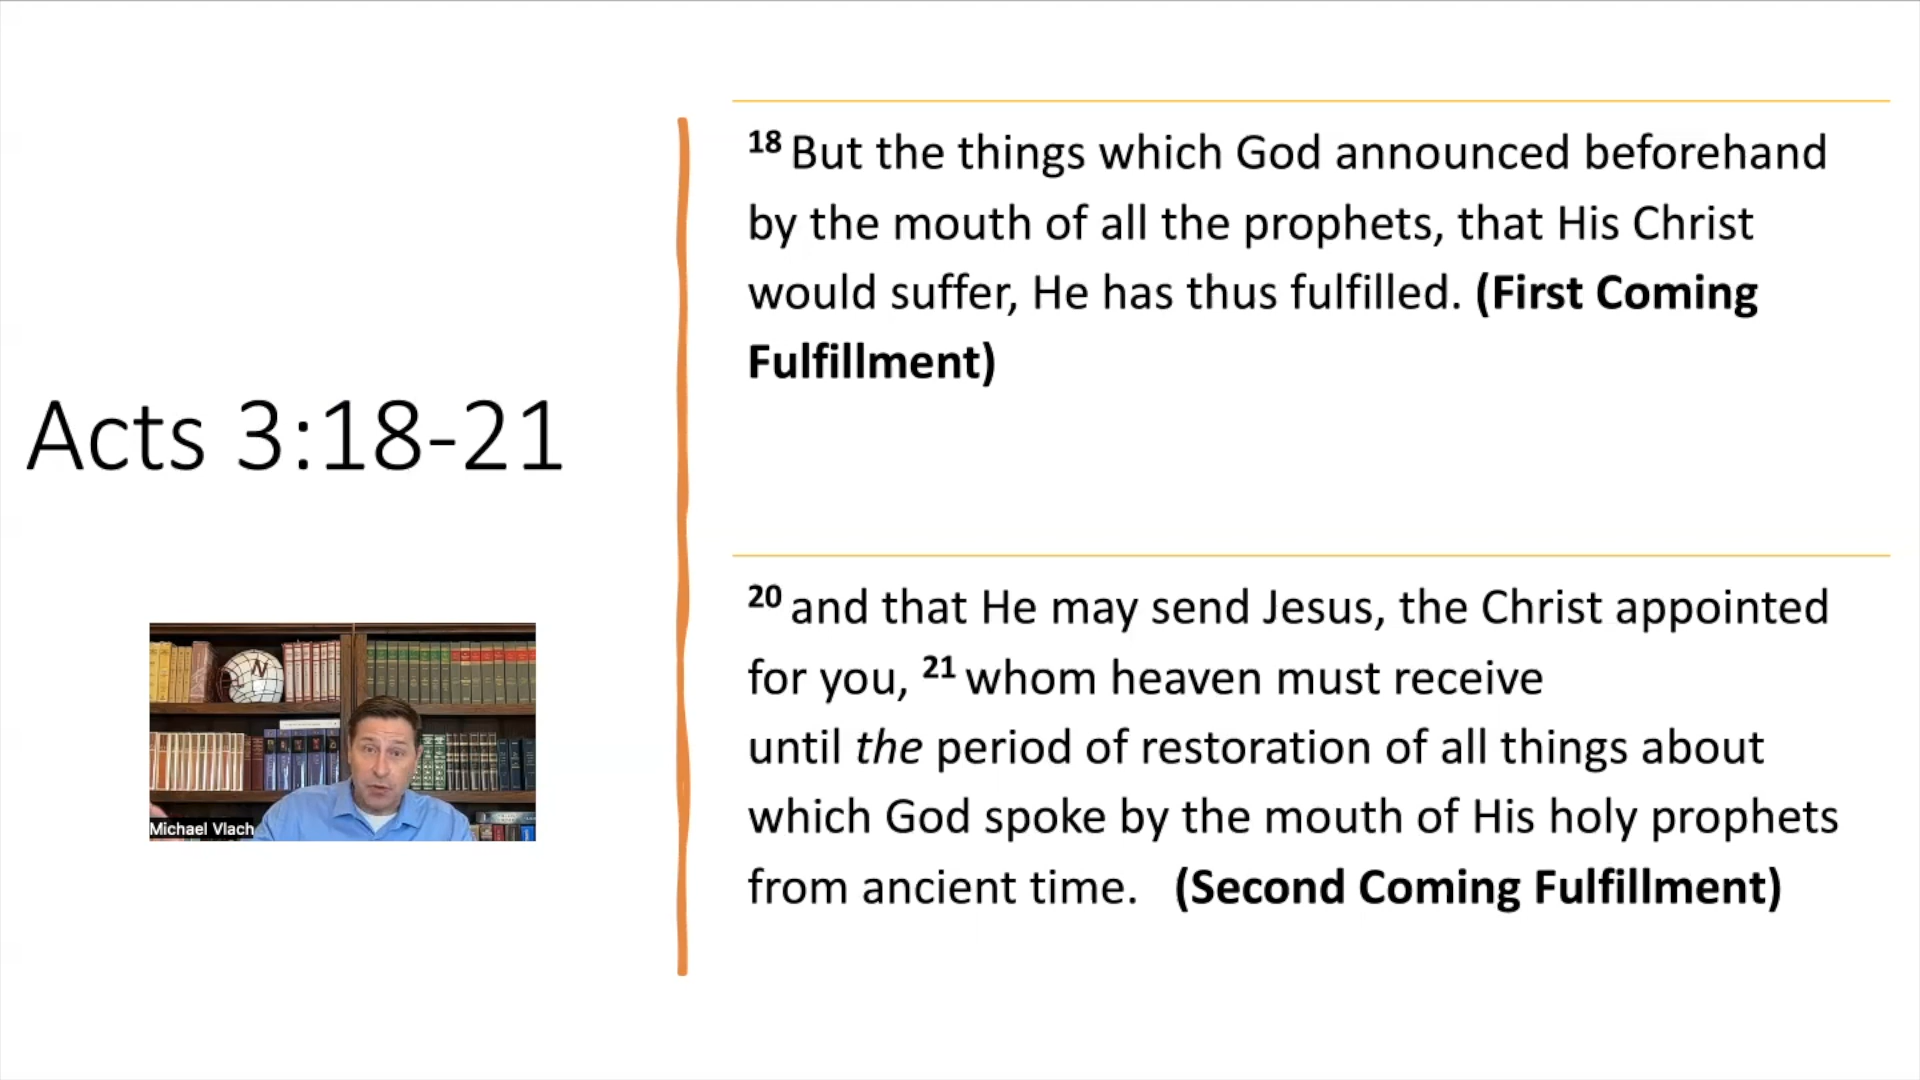 Acts 3:18-21
18 But the things which God announced beforehand
by the mouth of all the prophets, that His Christ
would suffer, He has thus fulfilled. (First Coming
Fulfillment)
20 and that He may send Jesus, the Christ appointed
for you, 21 whom heaven must receive
until the period of restoration of all things about
which God spoke by the mouth of His holy prophets
from ancient time. (Second Coming Fulfillment)
N
Michael Vlach